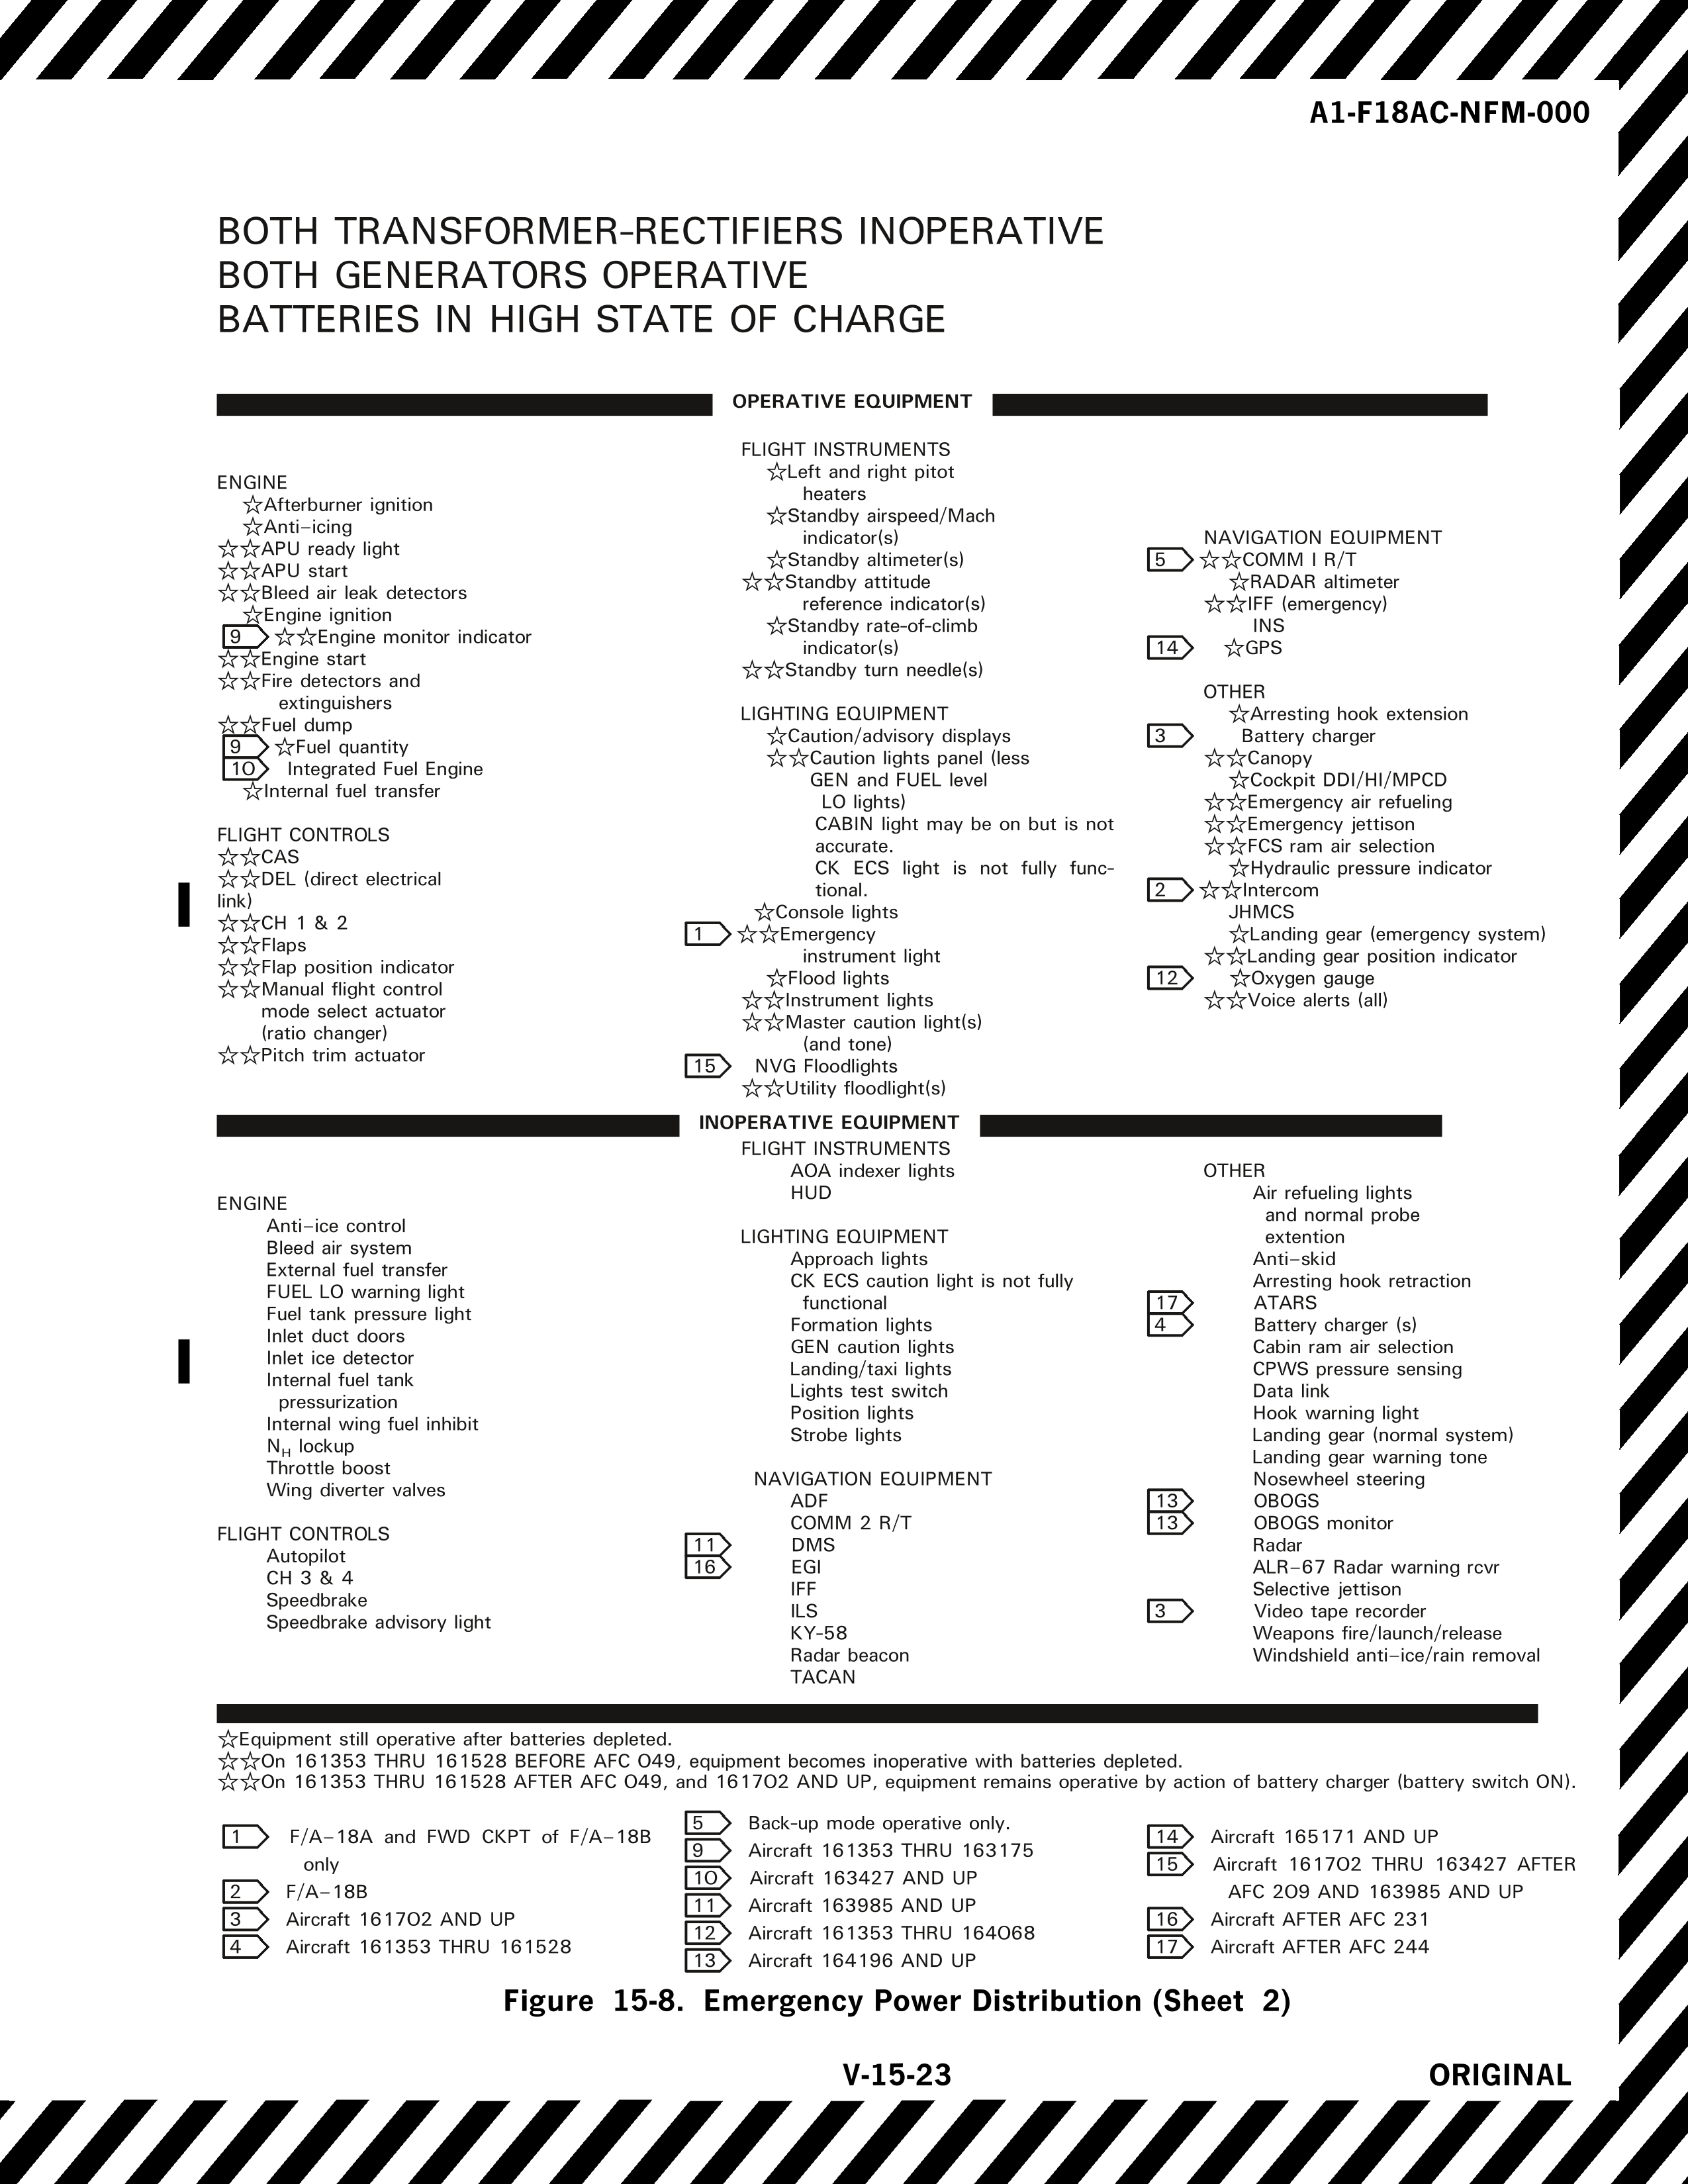 A1-F18AC-NFM-000
BOTH TRANSFORMER-RECTIFIERS INOPERATIVE
BOTH GENERATORS OPERATIVE
BATTERIES IN HIGH STATE OF CHARGE
OPERATIVE EQUIPMENT
ENGINE
☆Afterburner ignition
☆Anti-icing
☆☆APU ready light
☆☆APU start
☆☆Bleed air leak detectors
☆Engine ignition
9 ☆☆Engine monitor indicator
☆☆Engine start
☆☆Fire detectors and
extinguishers
☆☆Fuel dump
9 ☆Fuel quantity
10 Integrated Fuel Engine
☆Internal fuel transfer
FLIGHT CONTROLS
☆☆CAS
☆☆DEL (direct electrical
link)
☆☆CH 1 & 2
☆☆Flaps
☆☆Flap position indicator
☆☆Manual flight control
mode select actuator
(ratio changer)
☆☆Pitch trim actuator
FLIGHT INSTRUMENTS
☆Left and right pitot
heaters
☆Standby airspeed/Mach
indicator(s)
☆Standby altimeter(s)
☆☆Standby attitude
reference indicator(s)
☆Standby rate-of-climb
indicator(s)
☆☆Standby turn needle(s)
LIGHTING EQUIPMENT
☆Caution/advisory displays
☆☆Caution lights panel (less
GEN and FUEL level
LO lights)
CABIN light may be on but is not
accurate.
CK ECS light is not fully func-
tional.
☆Console lights
1 ☆☆Emergency
instrument light
☆Flood lights
☆☆Instrument lights
☆☆Master caution light(s)
(and tone)
15 NVG Floodlights
☆☆Utility floodlight(s)
NAVIGATION EQUIPMENT
5 ☆☆COMM I R/T
☆RADAR altimeter
☆☆IFF (emergency)
INS
14 ☆GPS
OTHER
☆Arresting hook extension
3 Battery charger
☆☆Canopy
☆Cockpit DDI/HI/MPCD
☆☆Emergency air refueling
☆☆Emergency jettison
☆☆FCS ram air selection
☆Hydraulic pressure indicator
2 ☆☆Intercom
JHMCS
☆Landing gear (emergency system)
☆☆Landing gear position indicator
12 ☆Oxygen gauge
☆☆Voice alerts (all)
INOPERATIVE EQUIPMENT
ENGINE
Anti-ice control
Bleed air system
External fuel transfer
FUEL LO warning light
Fuel tank pressure light
Inlet duct doors
Inlet ice detector
Internal fuel tank
pressurization
Internal wing fuel inhibit
NH lockup
Throttle boost
Wing diverter valves
FLIGHT CONTROLS
Autopilot
CH 3 & 4
Speedbrake
Speedbrake advisory light
FLIGHT INSTRUMENTS
AOA indexer lights
HUD
LIGHTING EQUIPMENT
Approach lights
CK ECS caution light is not fully
functional
Formation lights
GEN caution lights
Landing/taxi lights
Lights test switch
Position lights
Strobe lights
NAVIGATION EQUIPMENT
ADF
COMM 2 R/T
11 DMS
16 EGI
IFF
ILS
KY-58
Radar beacon
TACAN
OTHER
Air refueling lights
and normal probe
extention
Anti-skid
Arresting hook retraction
17 ATARS
4 Battery charger (s)
Cabin ram air selection
CPWS pressure sensing
Data link
Hook warning light
Landing gear (normal system)
Landing gear warning tone
Nosewheel steering
13 OBOGS
13 OBOGS monitor
Radar
ALR-67 Radar warning rcvr
Selective jettison
3 Video tape recorder
Weapons fire/launch/release
Windshield anti-ice/rain removal
☆Equipment still operative after batteries depleted.
☆☆On 161353 THRU 161528 BEFORE AFC 049, equipment becomes inoperative with batteries depleted.
☆☆On 161353 THRU 161528 AFTER AFC 049, and 161702 AND UP, equipment remains operative by action of battery charger (battery switch ON).
1 F/A-18A and FWD CKPT of F/A-18B
only
2 F/A-18B
3 Aircraft 161702 AND UP
4 Aircraft 161353 THRU 161528
5 Back-up mode operative only.
9 Aircraft 161353 THRU 163175
10 Aircraft 163427 AND UP
11 Aircraft 163985 AND UP
12 Aircraft 161353 THRU 164068
13 Aircraft 164196 AND UP
14 Aircraft 165171 AND UP
15 Aircraft 161702 THRU 163427 AFTER
AFC 209 AND 163985 AND UP
16 Aircraft AFTER AFC 231
17 Aircraft AFTER AFC 244
Figure 15-8. Emergency Power Distribution (Sheet 2)
V-15-23
ORIGINAL